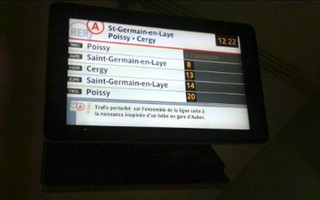 RER A St-Germain-en-Laye
Poissy • Cergy 12:22
Poissy
Saint-Germain-en-Laye 8
Cergy 13
Saint-Germain-en-Laye 14
Poissy 20
Trafic perturbé sur l'ensemble de la ligne suite à
la naissance inopinée d'un bébé en gare d'Auber.